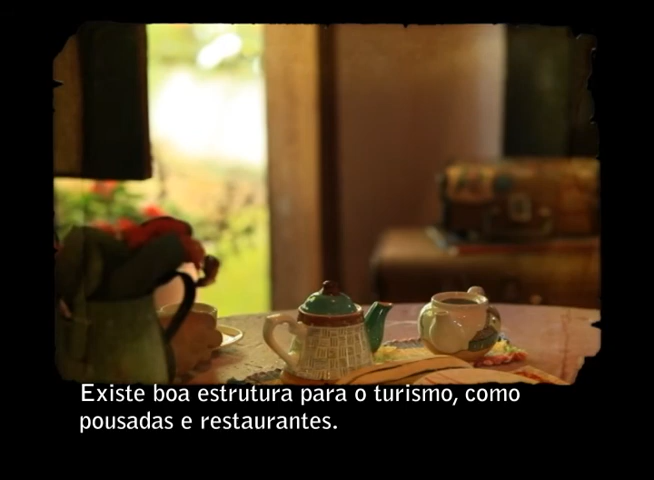 Existe boa estrutura para o turismo, como
pousadas e restaurantes.